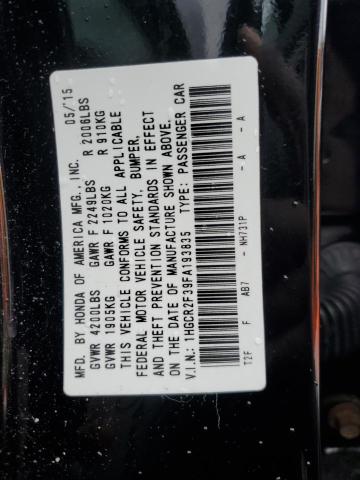 MFD. BY HONDA OF AMERICA MFG., INC. 05/'15
GVWR 4200LBS GAWR F 2249LBS R 2006LBS
GVWR 1905KG GAWR F 1020KG R 910KG
THIS VEHICLE CONFORMS TO ALL APPLICABLE
FEDERAL MOTOR VEHICLE SAFETY, BUMPER,
AND THEFT PREVENTION STANDARDS IN EFFECT
ON THE DATE OF MANUFACTURE SHOWN ABOVE.
V.I.N.: 1HGCR2F39FA193835 TYPE: PASSENGER CAR
T2F F AB7 - NH731P - A - A